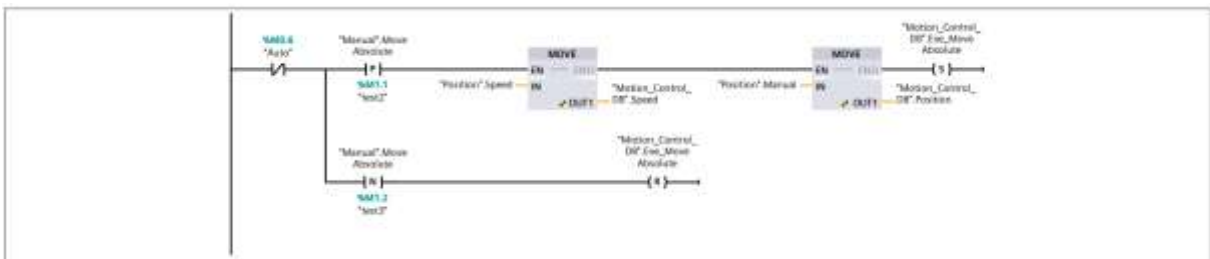 "Auto"
"Manual".Move
Absolute
P
%M1.1
"test2"
MOVE
EN
ENO
"Position".Speed
IN
OUT1
"Motion_Control_
DB".Speed
MOVE
EN
ENO
"Position".Manual
IN
OUT1
"Motion_Control_
DB".Position
"Motion_Control_
DB".Exe_Move
Absolute
S
"Manual".Move
Absolute
N
%M1.2
"test3"
"Motion_Control_
DB".Exe_Move
Absolute
R